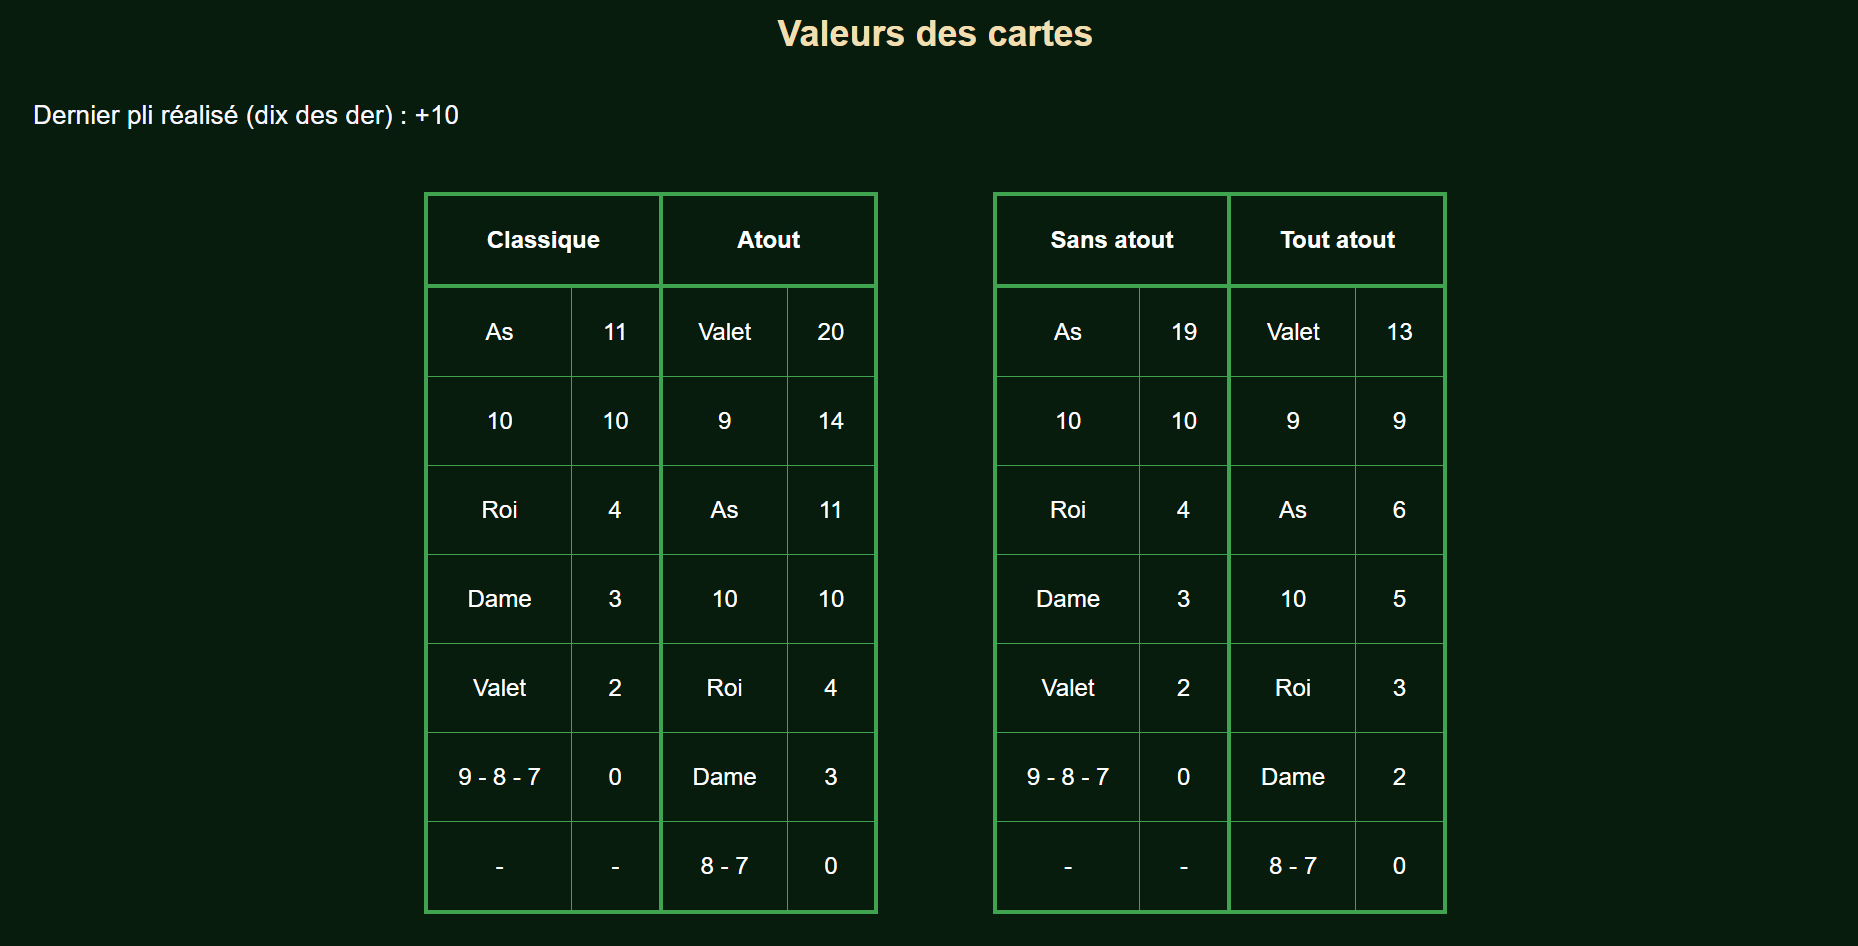 Valeurs des cartes
Dernier pli réalisé (dix des der) : +10
Classique Atout
As 11 Valet 20
10 10 9 14
Roi 4 As 11
Dame 3 10 10
Valet 2 Roi 4
9 - 8 - 7 0 Dame 3
- - 8 - 7 0
Sans atout Tout atout
As 19 Valet 13
10 10 9 9
Roi 4 As 6
Dame 3 10 5
Valet 2 Roi 3
9 - 8 - 7 0 Dame 2
- - 8 - 7 0